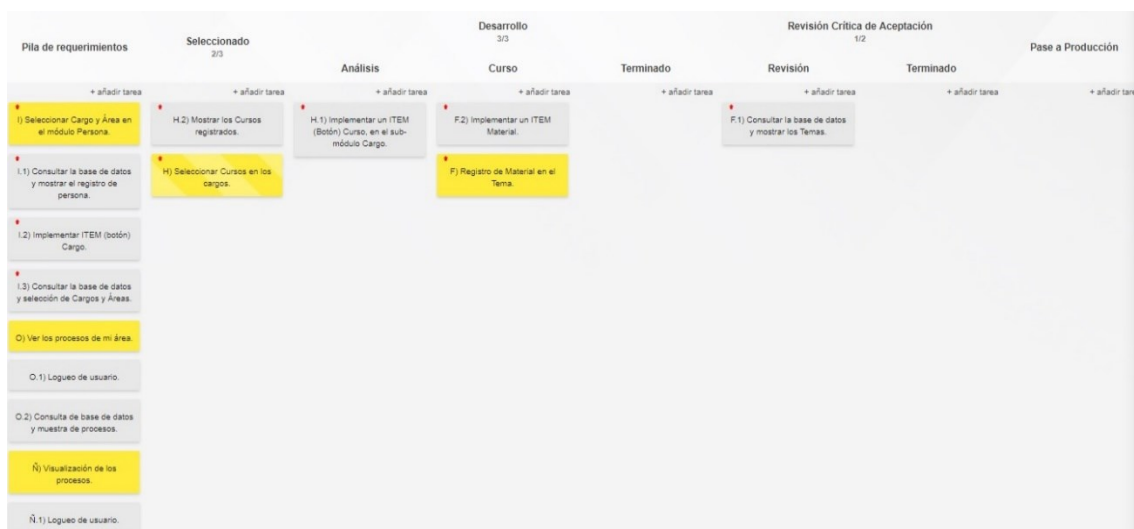 Pila de requerimientos
Seleccionado
2/3
Desarrollo
3/3
Análisis
Curso
Terminado
Revisión Crítica de Aceptación
1/2
Revisión
Terminado
Pase a Producción
+ añadir tarea
+ añadir tarea
+ añadir tarea
+ añadir tarea
+ añadir tarea
+ añadir tarea
+ añadir tarea
+ añadir tare
I) Seleccionar Cargo y Área en
el módulo Persona.
I.1) Consultar la base de datos
y mostrar el registro de
persona.
I.2) Implementar ITEM (botón)
Cargo.
I.3) Consultar la base de datos
y selección de Cargos y Áreas.
O) Ver los procesos de mi área.
O.1) Logueo de usuario.
O.2) Consulta de base de datos
y muestra de procesos.
Ñ) Visualización de los
procesos.
Ñ.1) Logueo de usuario.
H.2) Mostrar los Cursos
registrados.
H) Seleccionar Cursos en los
cargos.
H.1) Implementar un ITEM
(Botón) Curso, en el sub-
módulo Cargo.
F.2) Implementar un ITEM
Material.
F) Registro de Material en el
Tema.
F.1) Consultar la base de datos
y mostrar los Temas.